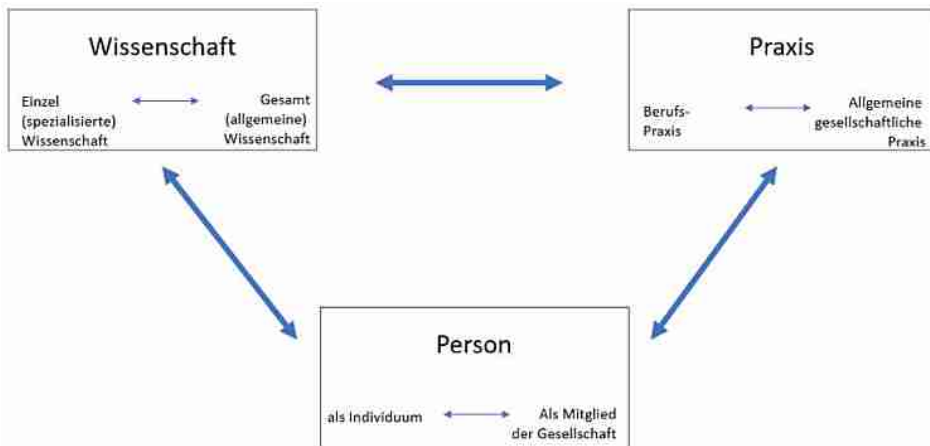 Wissenschaft
Einzel
(spezialisierte)
Wissenschaft
Gesamt
(allgemeine)
Wissenschaft
Praxis
Berufs-
Praxis
Allgemeine
gesellschaftliche
Praxis
Person
als Individuum
Als Mitglied
der Gesellschaft